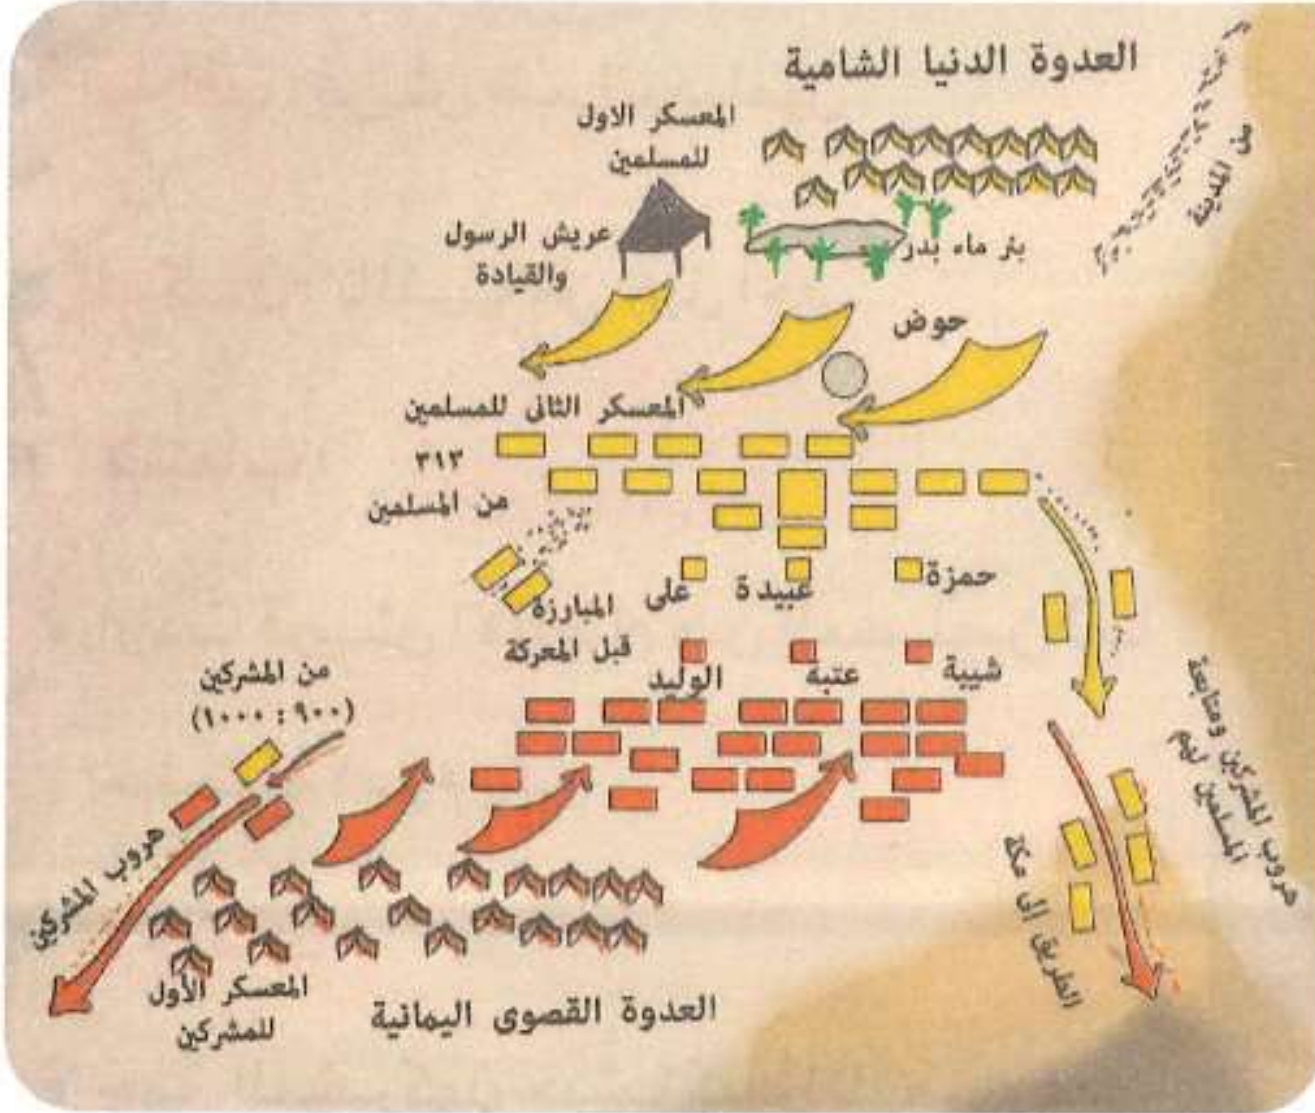 العدوة الدنيا الشامية
المعسكر الاول
للمسلمين
من المدينة
عريش الرسول
والقيادة
بئر ماء بدر
حوض
المعسكر الثانى للمسلمين
٣١٣
من المسلمين
حمزة
عبيدة
على
المبارزة
قبل المعركة
شيبة
عتبة
الوليد
من المشركين
(٩٠٠ : ١٠٠٠)
هروب المشركين ومتابعة
المسلمين لهم
هروب المشركين
الطريق إلى مكة
المعسكر الأول
للمشركين
العدوة القصوى اليمانية